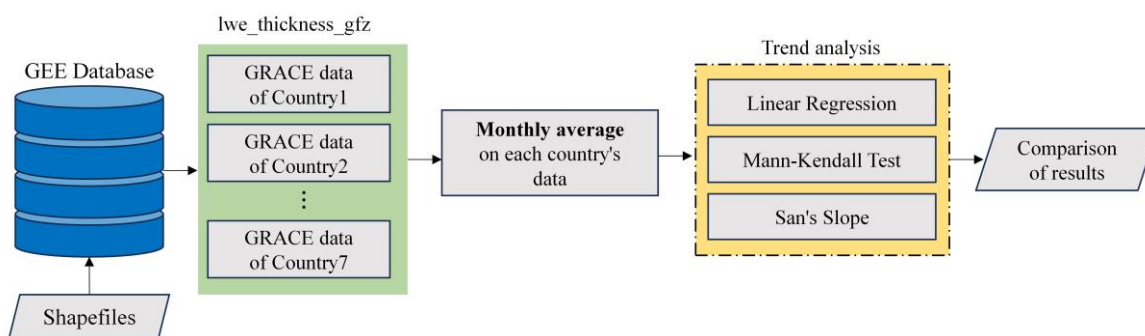 GEE Database
Shapefiles
lwe_thickness_gfz
GRACE data
of Country1
GRACE data
of Country2
⋮
GRACE data
of Country7
Monthly average
on each country's
data
Trend analysis
Linear Regression
Mann-Kendall Test
San's Slope
Comparison
of results